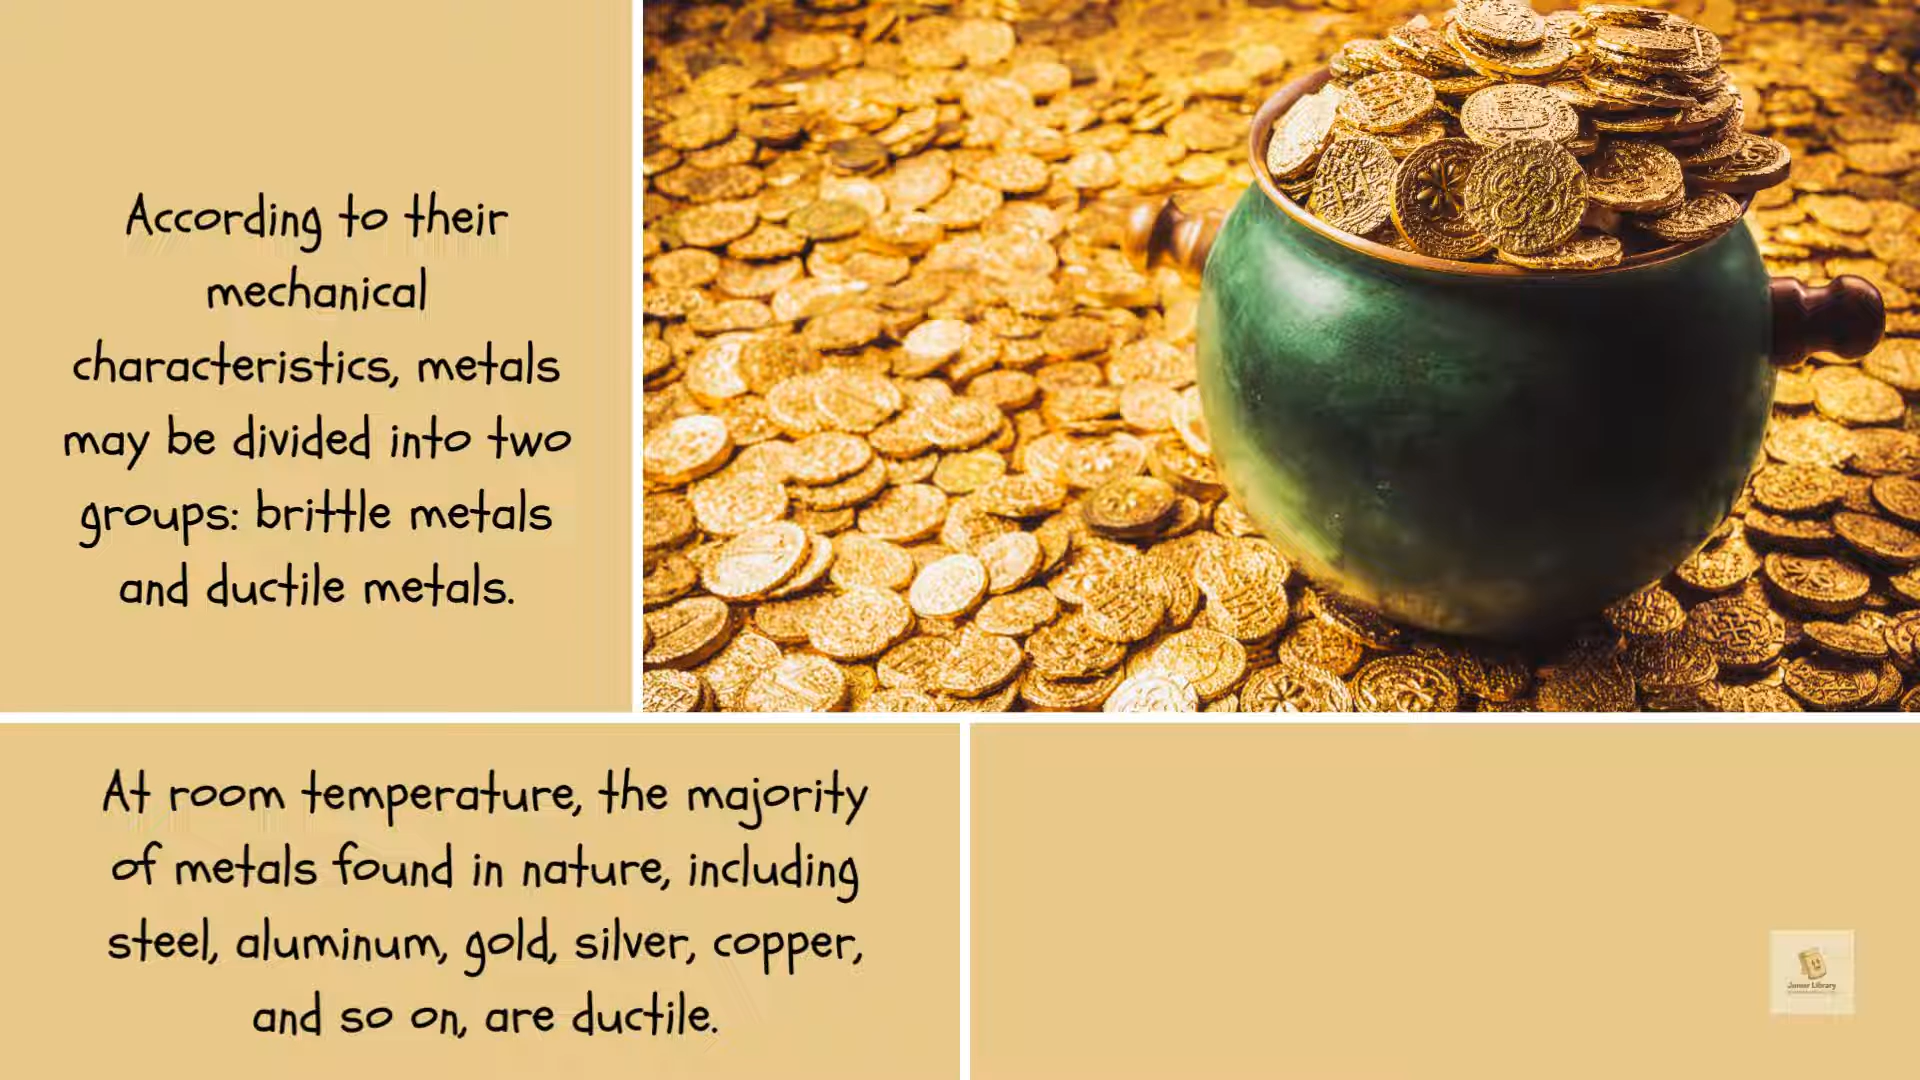 According to their
mechanical
characteristics, metals
may be divided into two
groups: brittle metals
and ductile metals.
At room temperature, the majority
of metals found in nature, including
steel, aluminum, gold, silver, copper,
and so on, are ductile.
Junior Library